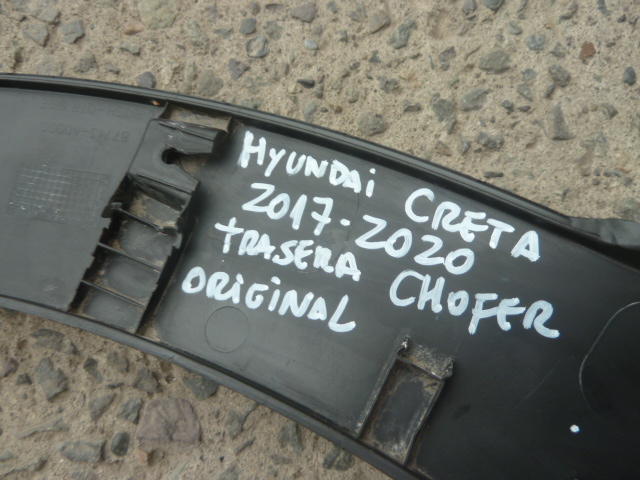 HYUNDAi CRETA
2017-2020
TRASERA CHOFER
ORIGINAL